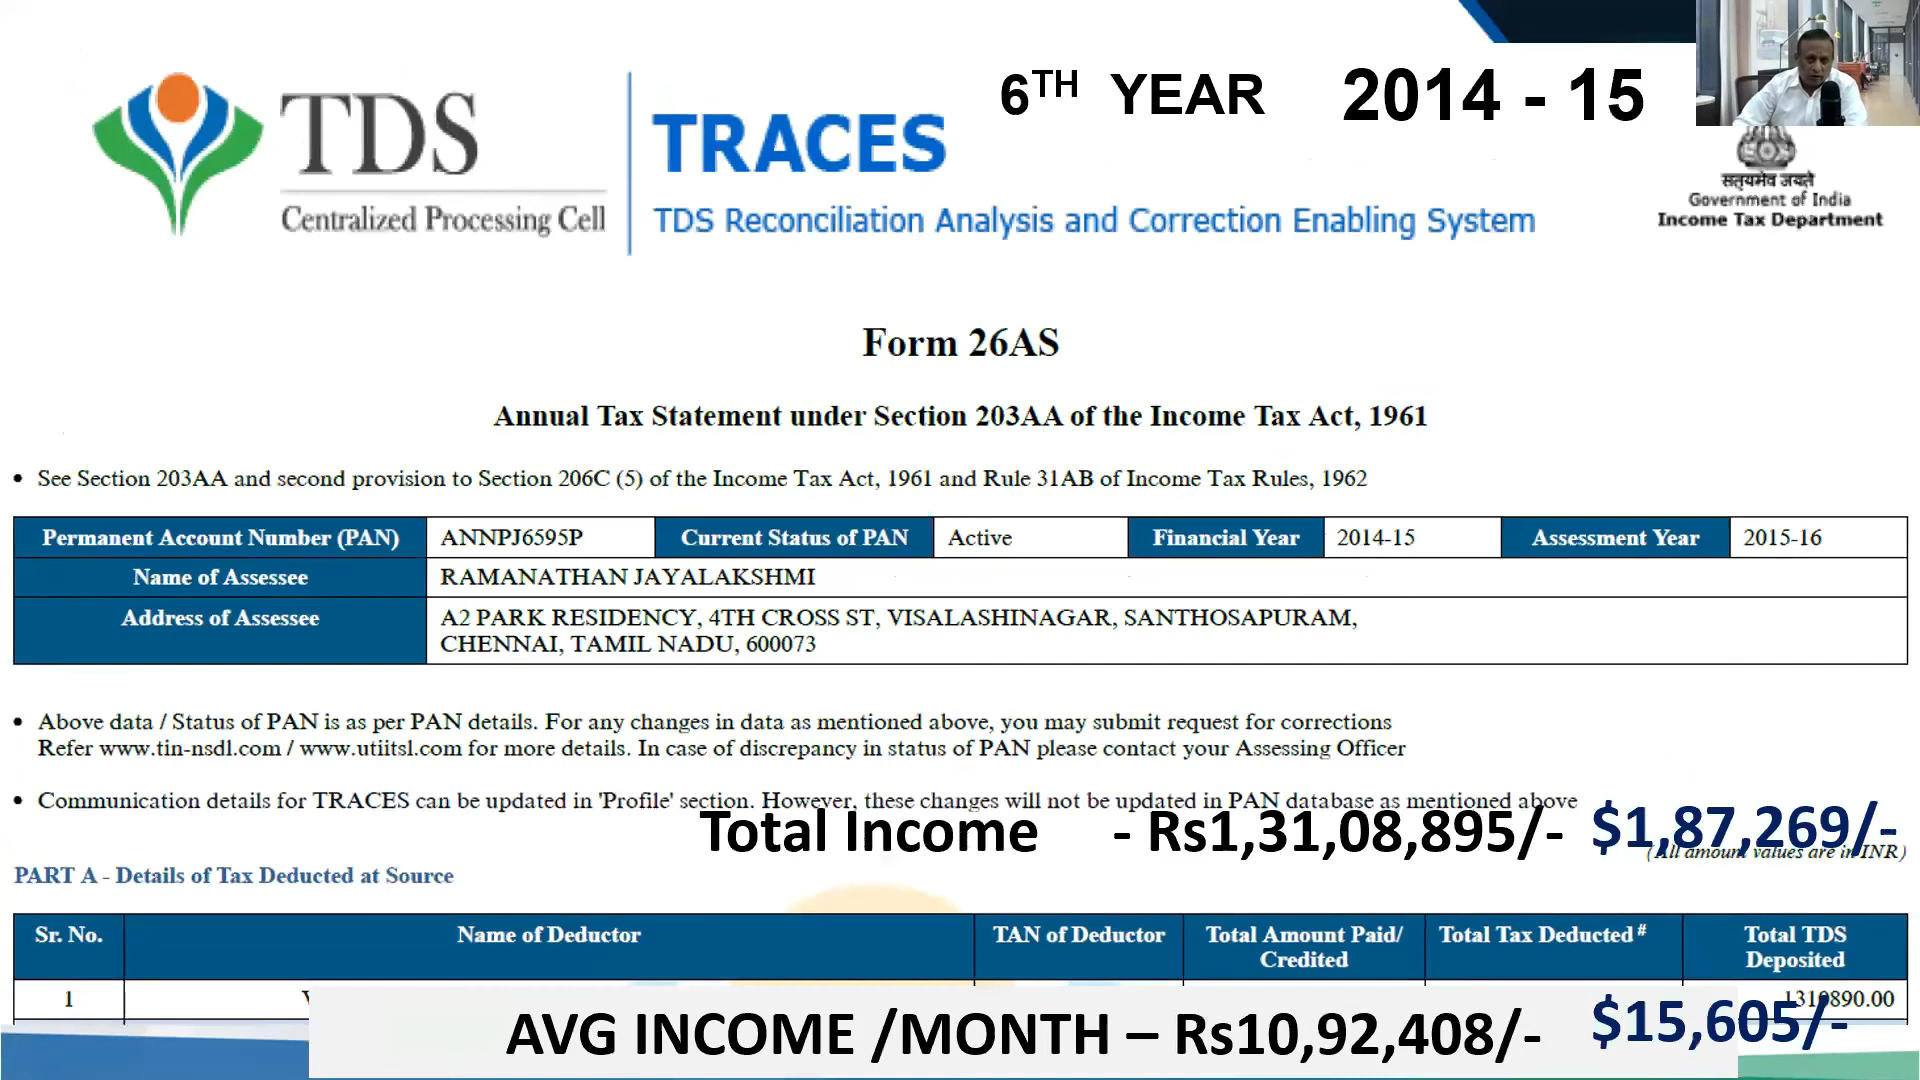 6TH YEAR 2014 - 15
TDS
Centralized Processing Cell
TRACES
TDS Reconciliation Analysis and Correction Enabling System
सत्यमेव जयते
Government of India
Income Tax Department
Form 26AS
Annual Tax Statement under Section 203AA of the Income Tax Act, 1961
• See Section 203AA and second provision to Section 206C (5) of the Income Tax Act, 1961 and Rule 31AB of Income Tax Rules, 1962
Permanent Account Number (PAN) ANNPJ6595P Current Status of PAN Active Financial Year 2014-15 Assessment Year 2015-16
Name of Assessee RAMANATHAN JAYALAKSHMI
Address of Assessee A2 PARK RESIDENCY, 4TH CROSS ST, VISALASHINAGAR, SANTHOSAPURAM,
CHENNAI, TAMIL NADU, 600073
• Above data / Status of PAN is as per PAN details. For any changes in data as mentioned above, you may submit request for corrections
Refer www.tin-nsdl.com / www.utiitsl.com for more details. In case of discrepancy in status of PAN please contact your Assessing Officer
• Communication details for TRACES can be updated in 'Profile' section. However, these changes will not be updated in PAN database as mentioned above
Total Income - Rs1,31,08,895/- $1,87,269/-
(All amount values are in INR)
PART A - Details of Tax Deducted at Source
Sr. No. Name of Deductor TAN of Deductor Total Amount Paid/ Credited Total Tax Deducted # Total TDS Deposited
1 1310890.00
AVG INCOME /MONTH – Rs10,92,408/- $15,605/-